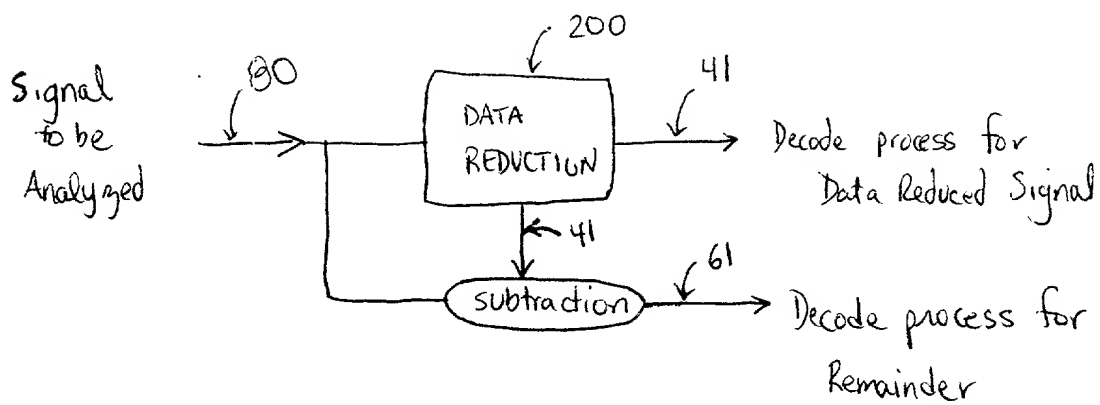 200
Signal
to be
Analyzed
80
DATA
REDUCTION
41
Decode process for
Data Reduced Signal
41
subtraction
61
Decode process for
Remainder